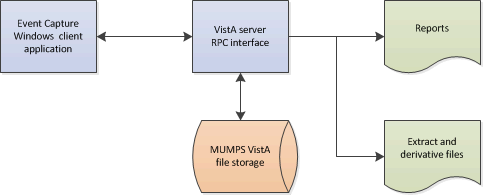 Event Capture
Windows client
application
VistA server
RPC interface
Reports
MUMPS VistA
file storage
Extract and
derivative files